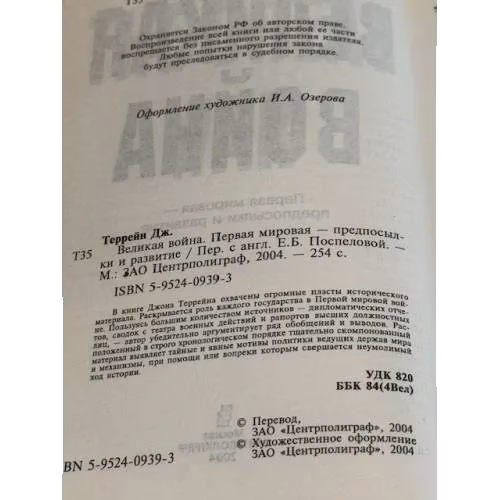 Т35
Охраняется Законом РФ об авторском праве.
Воспроизведение всей книги или любой ее части
воспрещается без письменного разрешения издателя.
Любые попытки нарушения закона
будут преследоваться в судебном порядке.
Оформление художника И.А. Озерова
Террейн Дж.
Т35 Великая война. Первая мировая — предпосыл-
ки и развитие / Пер. с англ. Е.Б. Поспеловой. —
М.: ЗАО Центрполиграф, 2004. — 254 с.
ISBN 5-9524-0939-3
В книге Джона Террейна охвачены огромные пласты исторического
материала. Раскрывается роль каждого государства в Первой мировой вой-
не. Пользуясь большим количеством источников — дипломатических отче-
тов, сводок с театра военных действий и рапортов высших должностных
лиц, — автор убедительно аргументирует ряд обобщений и выводов. Рас-
положенный в строго хронологическом порядке тщательно скомпонованный
материал выявляет тайные и явные мотивы политики ведущих держав мира
и механизмы, при помощи или вопреки которым свершается неумолимый
ход истории.
УДК 820
ББК 84(4Вел)
© Перевод,
ЗАО «Центрполиграф», 2004
© Художественное оформление
ЗАО «Центрполиграф», 2004
BN 5-9524-0939-3